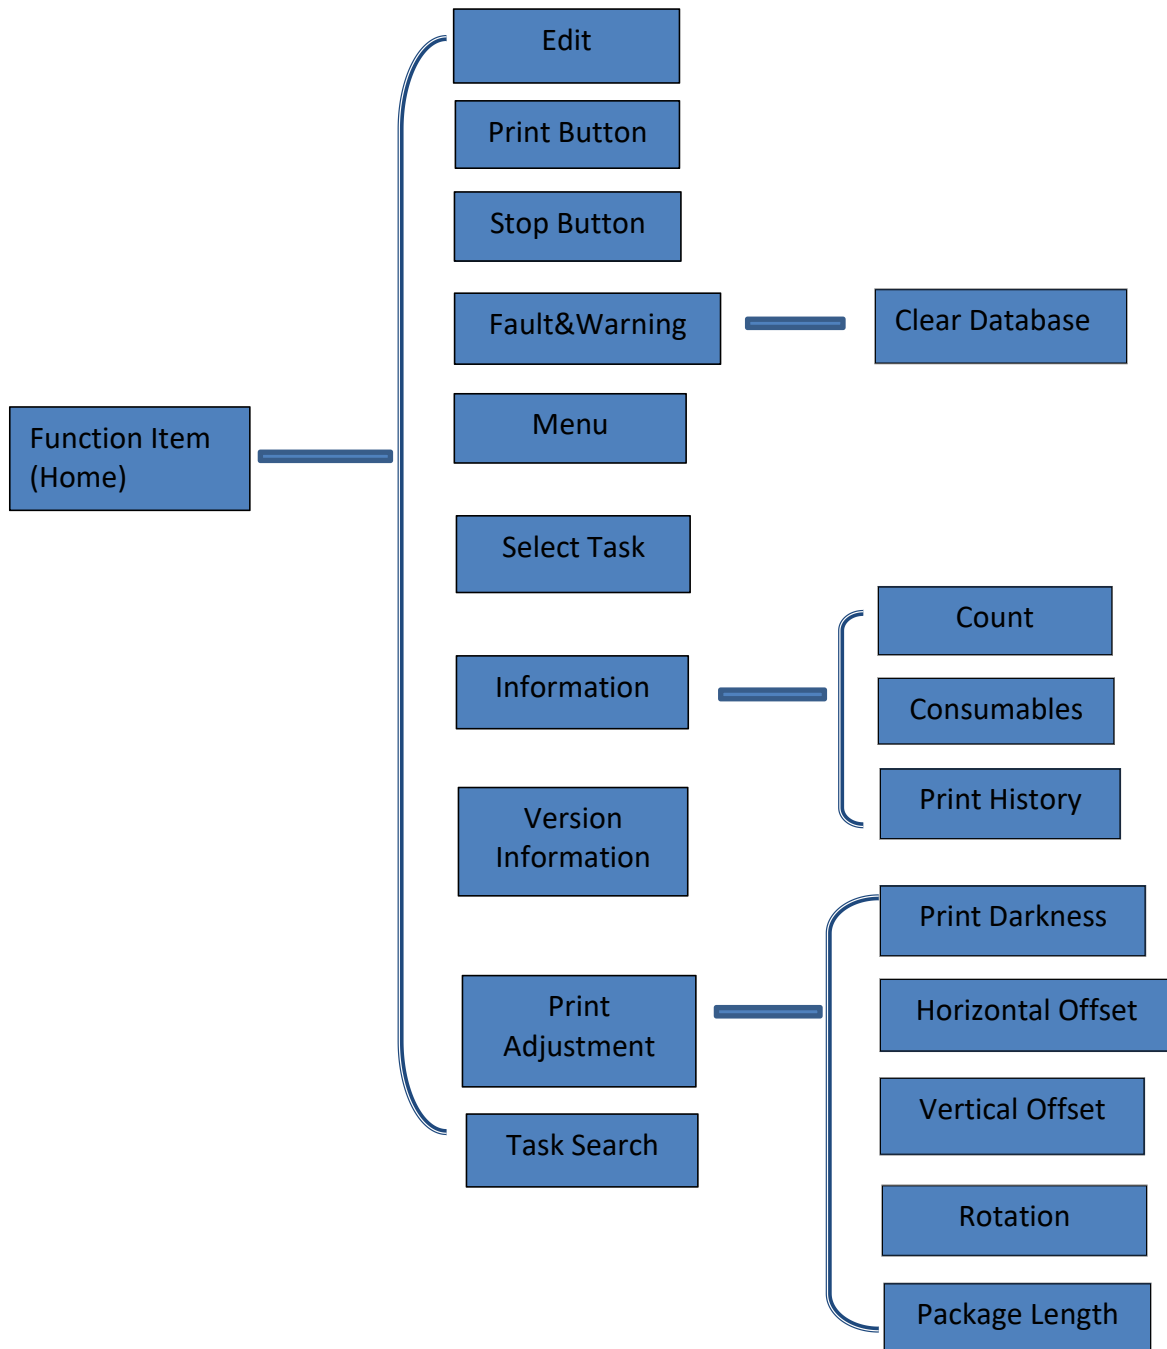 Edit
Print Button
Stop Button
Fault&Warning
Clear Database
Menu
Function Item
(Home)
Select Task
Information
Count
Consumables
Print History
Version
Information
Print
Adjustment
Print Darkness
Horizontal Offset
Vertical Offset
Rotation
Package Length
Task Search